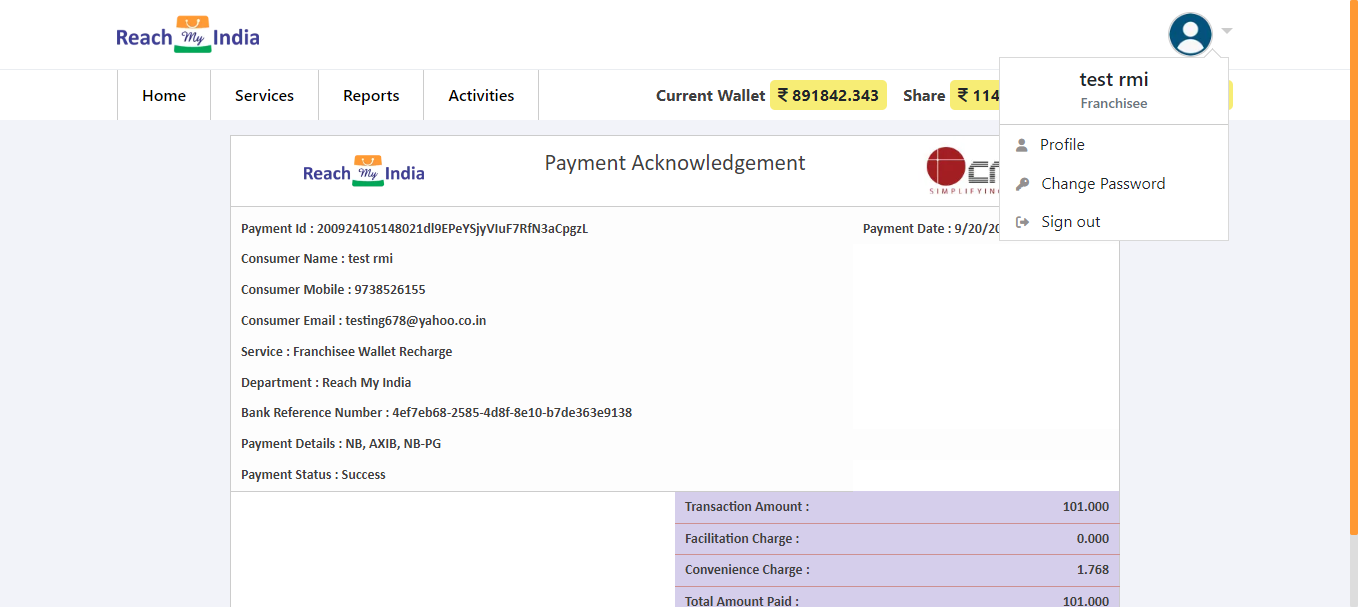 Reach My India
test rmi
Franchisee
Profile
Change Password
Sign out
Home Services Reports Activities Current Wallet ₹ 891842.343 Share ₹ 114
Reach My India
Payment Acknowledgement
SIMPLIFYING
Payment Id : 200924105148021dl9EPeYSjyVIuF7RfN3aCpgzL Payment Date : 9/20/20
Consumer Name : test rmi
Consumer Mobile : 9738526155
Consumer Email : testing678@yahoo.co.in
Service : Franchisee Wallet Recharge
Department : Reach My India
Bank Reference Number : 4ef7eb68-2585-4d8f-8e10-b7de363e9138
Payment Details : NB, AXIB, NB-PG
Payment Status : Success
Transaction Amount : 101.000
Facilitation Charge : 0.000
Convenience Charge : 1.768
Total Amount Paid : 101.000